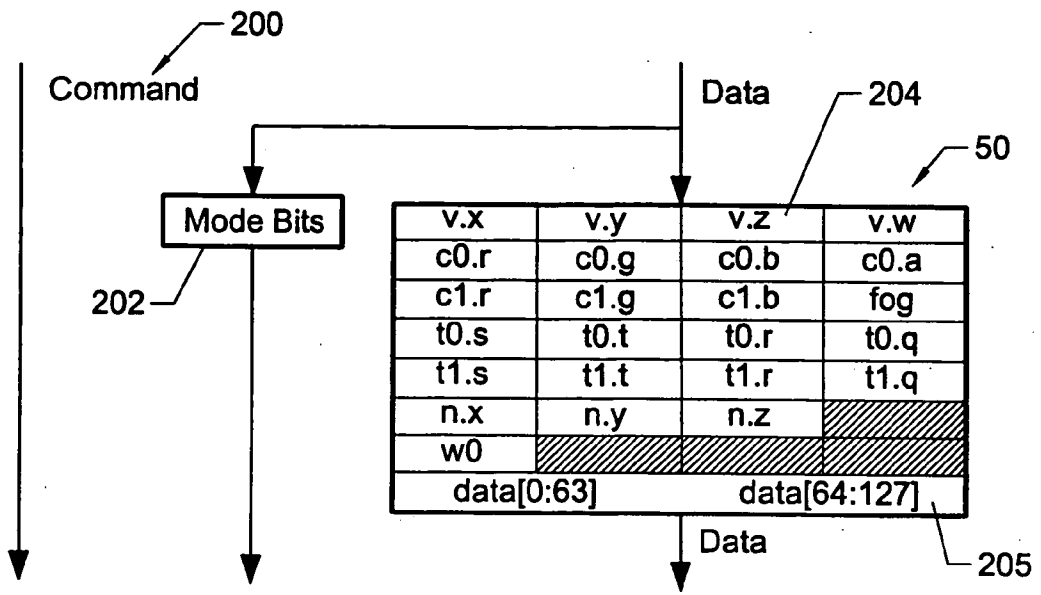 200
Command
Data
204
50
Mode Bits
202
v.x v.y v.z v.w
c0.r c0.g c0.b c0.a
c1.r c1.g c1.b fog
t0.s t0.t t0.r t0.q
t1.s t1.t t1.r t1.q
n.x n.y n.z
w0
data[0:63] data[64:127]
Data
205